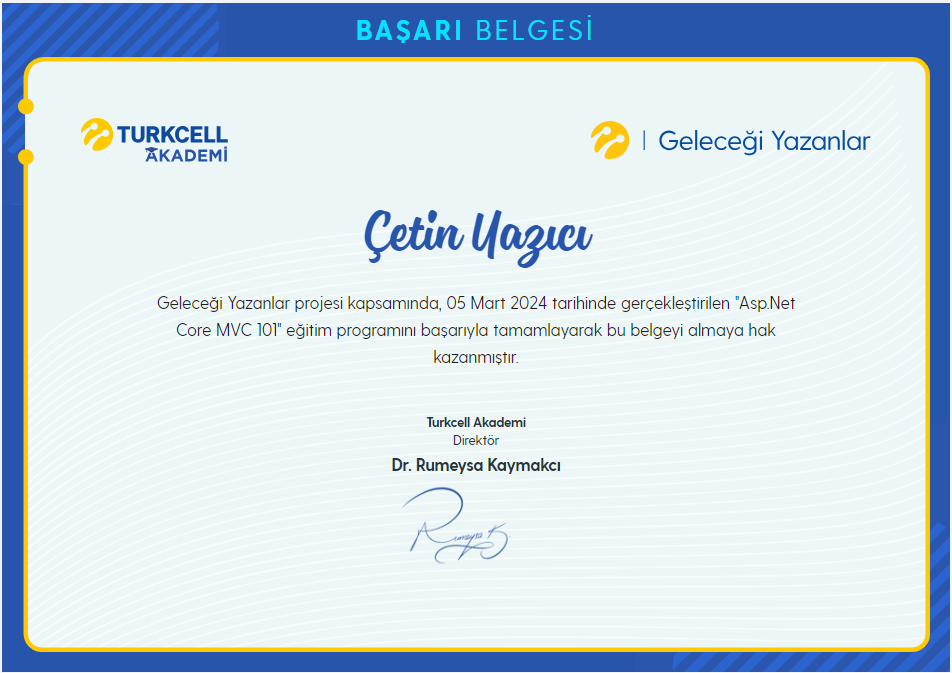 BAŞARI BELGESİ
TURKCELL
AKADEMİ
| Geleceği Yazanlar
Çetin Yazıcı
Geleceği Yazanlar projesi kapsamında, 05 Mart 2024 tarihinde gerçekleştirilen "Asp.Net
Core MVC 101" eğitim programını başarıyla tamamlayarak bu belgeyi almaya hak
kazanmıştır.
Turkcell Akademi
Direktör
Dr. Rumeysa Kaymakcı
Rumeysa K.